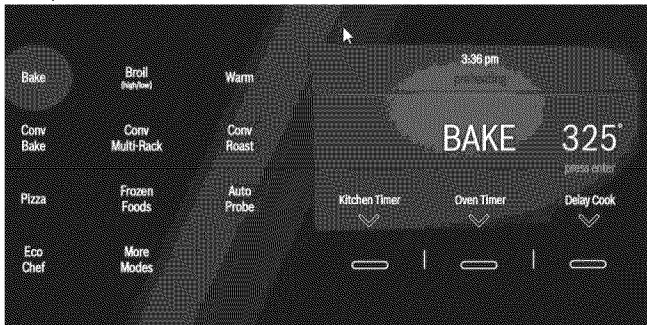 Bake
Broil
(high/low)
Warm
Conv
Bake
Conv
Multi-Rack
Conv
Roast
Pizza
Frozen
Foods
Auto
Probe
Eco
Chef
More
Modes
3:36 pm
preheating
BAKE 325°
press enter
Kitchen Timer
Oven Timer
Delay Cook